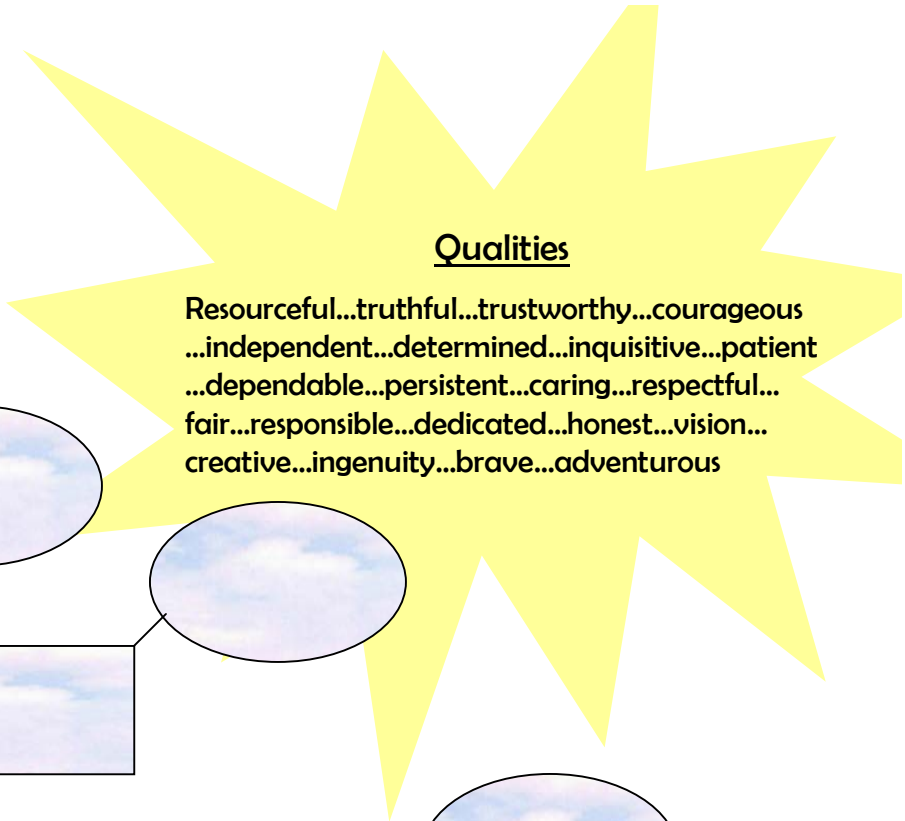 Qualities
Resourceful...truthful...trustworthy...courageous
...independent...determined...inquisitive...patient
...dependable...persistent...caring...respectful...
fair...responsible...dedicated...honest...vision...
creative...ingenuity...brave...adventurous